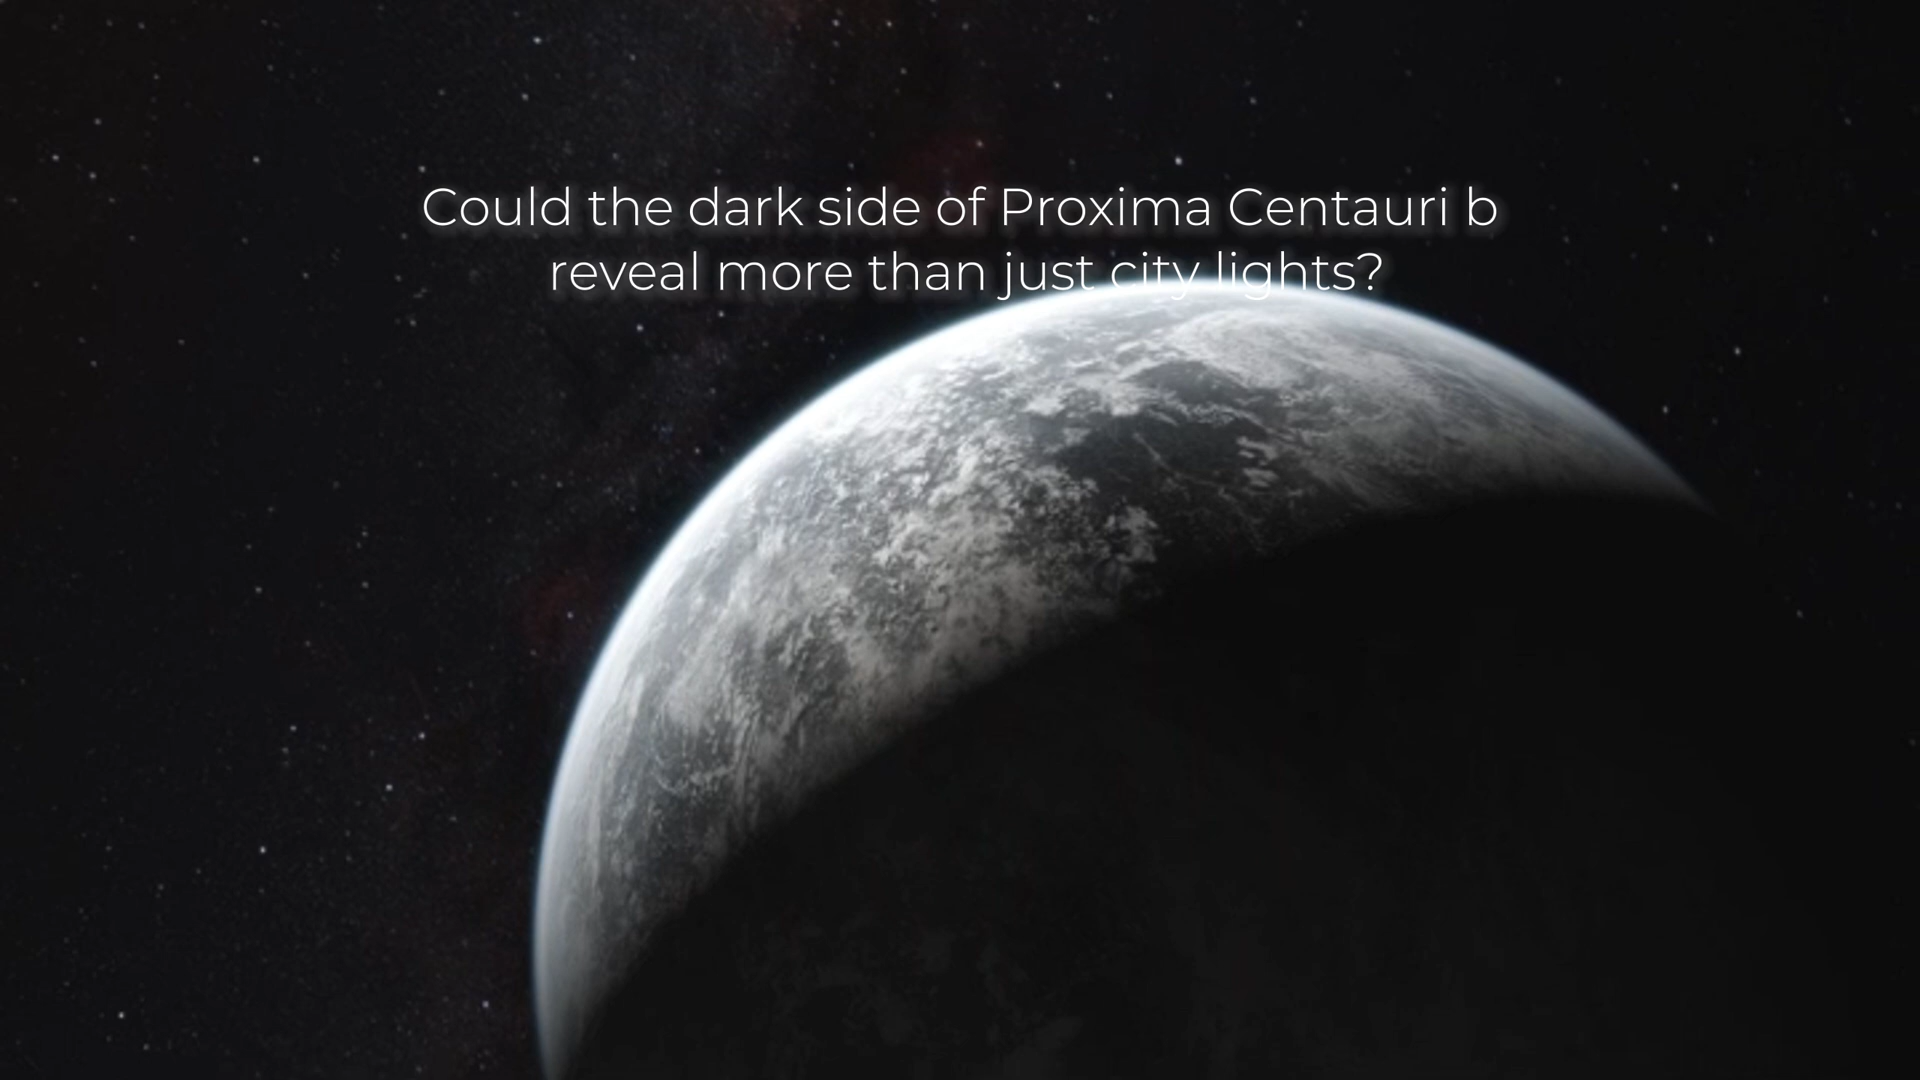 Could the dark side of Proxima Centauri b
reveal more than just city lights?